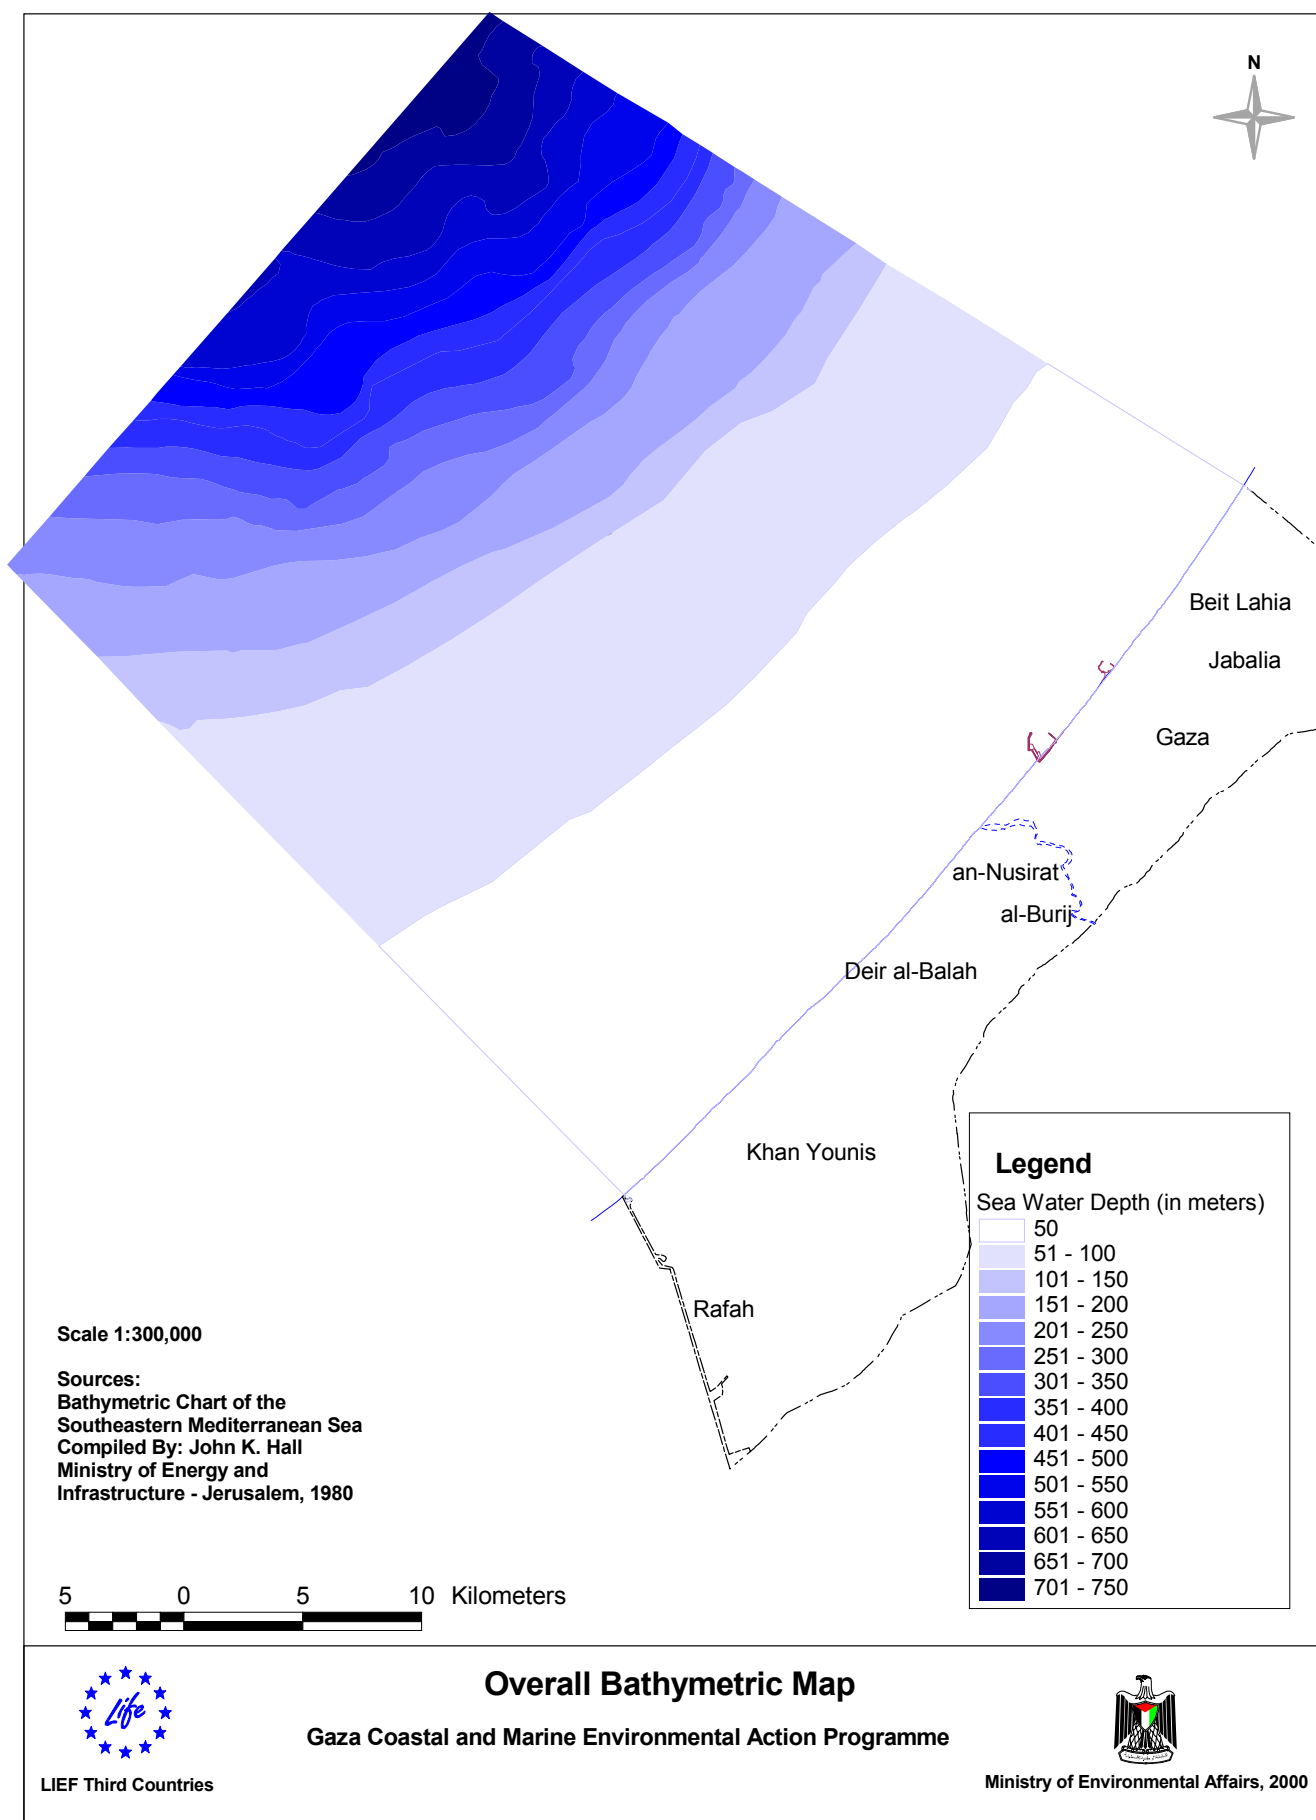 N
Beit Lahia
Jabalia
Gaza
an-Nusirat
al-Burij
Deir al-Balah
Khan Younis
Rafah
Legend
Sea Water Depth (in meters)
50
51 - 100
101 - 150
151 - 200
201 - 250
251 - 300
301 - 350
351 - 400
401 - 450
451 - 500
501 - 550
551 - 600
601 - 650
651 - 700
701 - 750
Scale 1:300,000
Sources:
Bathymetric Chart of the
Southeastern Mediterranean Sea
Compiled By: John K. Hall
Ministry of Energy and
Infrastructure - Jerusalem, 1980
5 0 5 10 Kilometers
Life
LIEF Third Countries
Overall Bathymetric Map
Gaza Coastal and Marine Environmental Action Programme
Ministry of Environmental Affairs, 2000